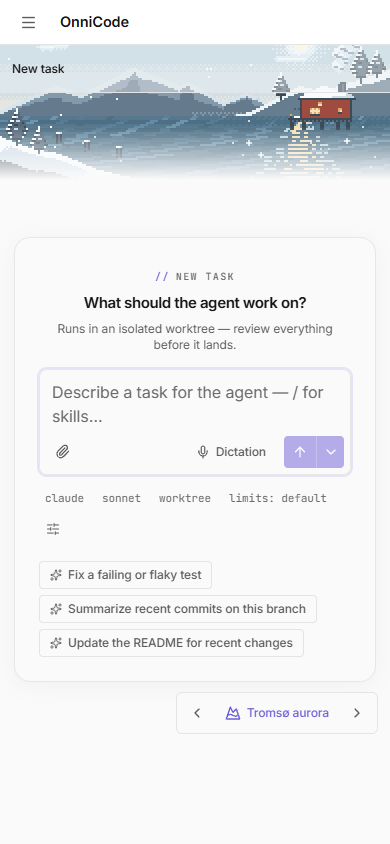 OnniCode
New task
// NEW TASK
What should the agent work on?
Runs in an isolated worktree — review everything
before it lands.
Describe a task for the agent — / for
skills...
Dictation
claude sonnet worktree limits: default
Fix a failing or flaky test
Summarize recent commits on this branch
Update the README for recent changes
Tromsø aurora